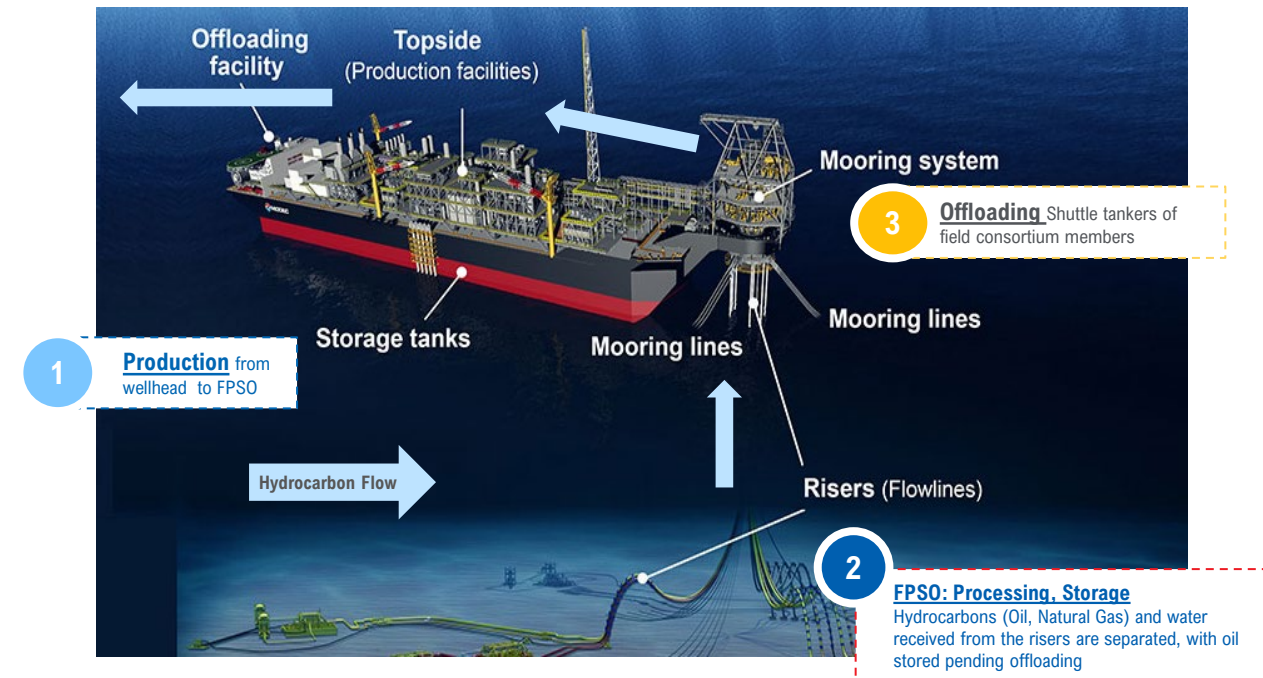 Offloading
facility
Topside
(Production facilities)
Mooring system
3
Offloading Shuttle tankers of
field consortium members
MODEC
Storage tanks
Mooring lines
Mooring lines
1
Production from
wellhead to FPSO
Hydrocarbon Flow
Risers (Flowlines)
2
FPSO: Processing, Storage
Hydrocarbons (Oil, Natural Gas) and water
received from the risers are separated, with oil
stored pending offloading